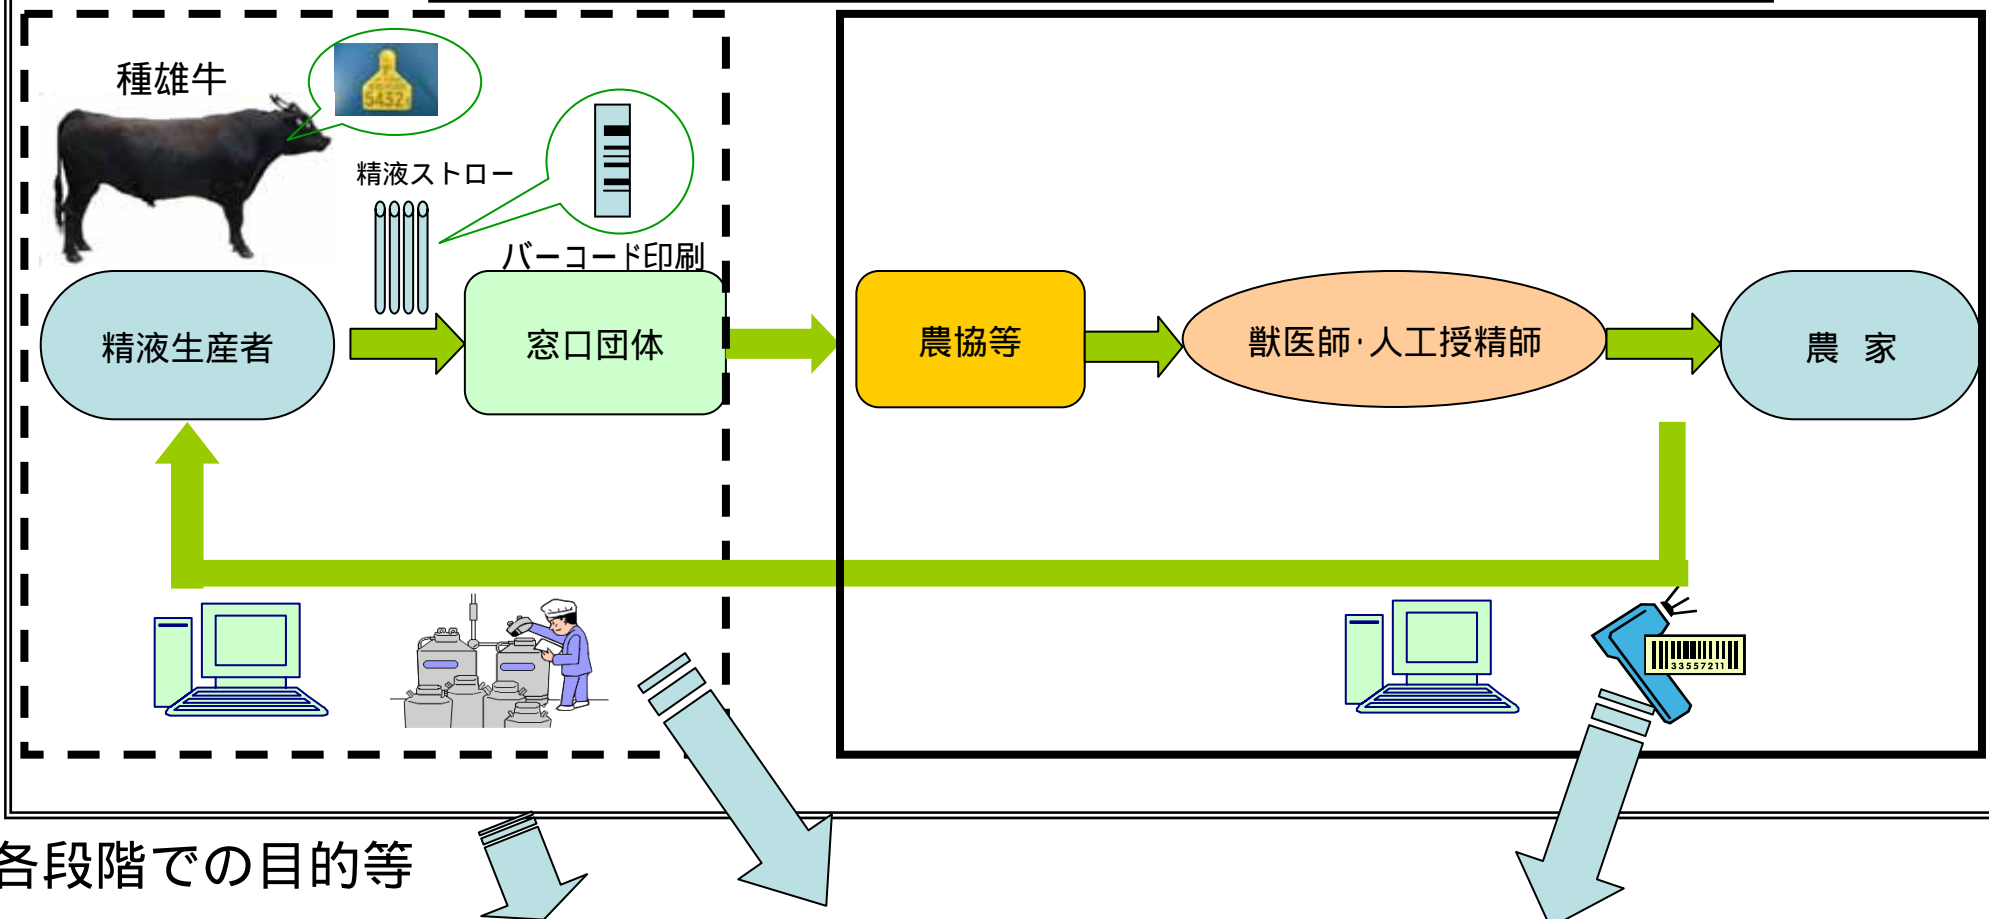 種雄牛
5452
精液ストロー
バーコード印刷
精液生産者
窓口団体
農協等
獣医師・人工授精師
農 家
33557211
各段階での目的等